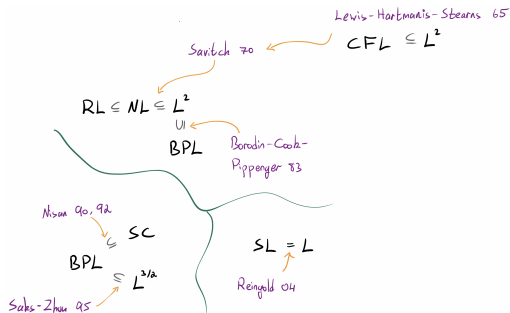 Lewis-Hartmanis-Stearns 65
CFL ⊆ L²
Savitch 70
RL ⊆ NL ⊆ L²
⊆
BPL
Borodin-Cook-
Pippenger 83
Nisan 90, 92
⊆ SC
BPL
⊆ L^3/2
Saks-Zhou 95
SL = L
Reingold 04